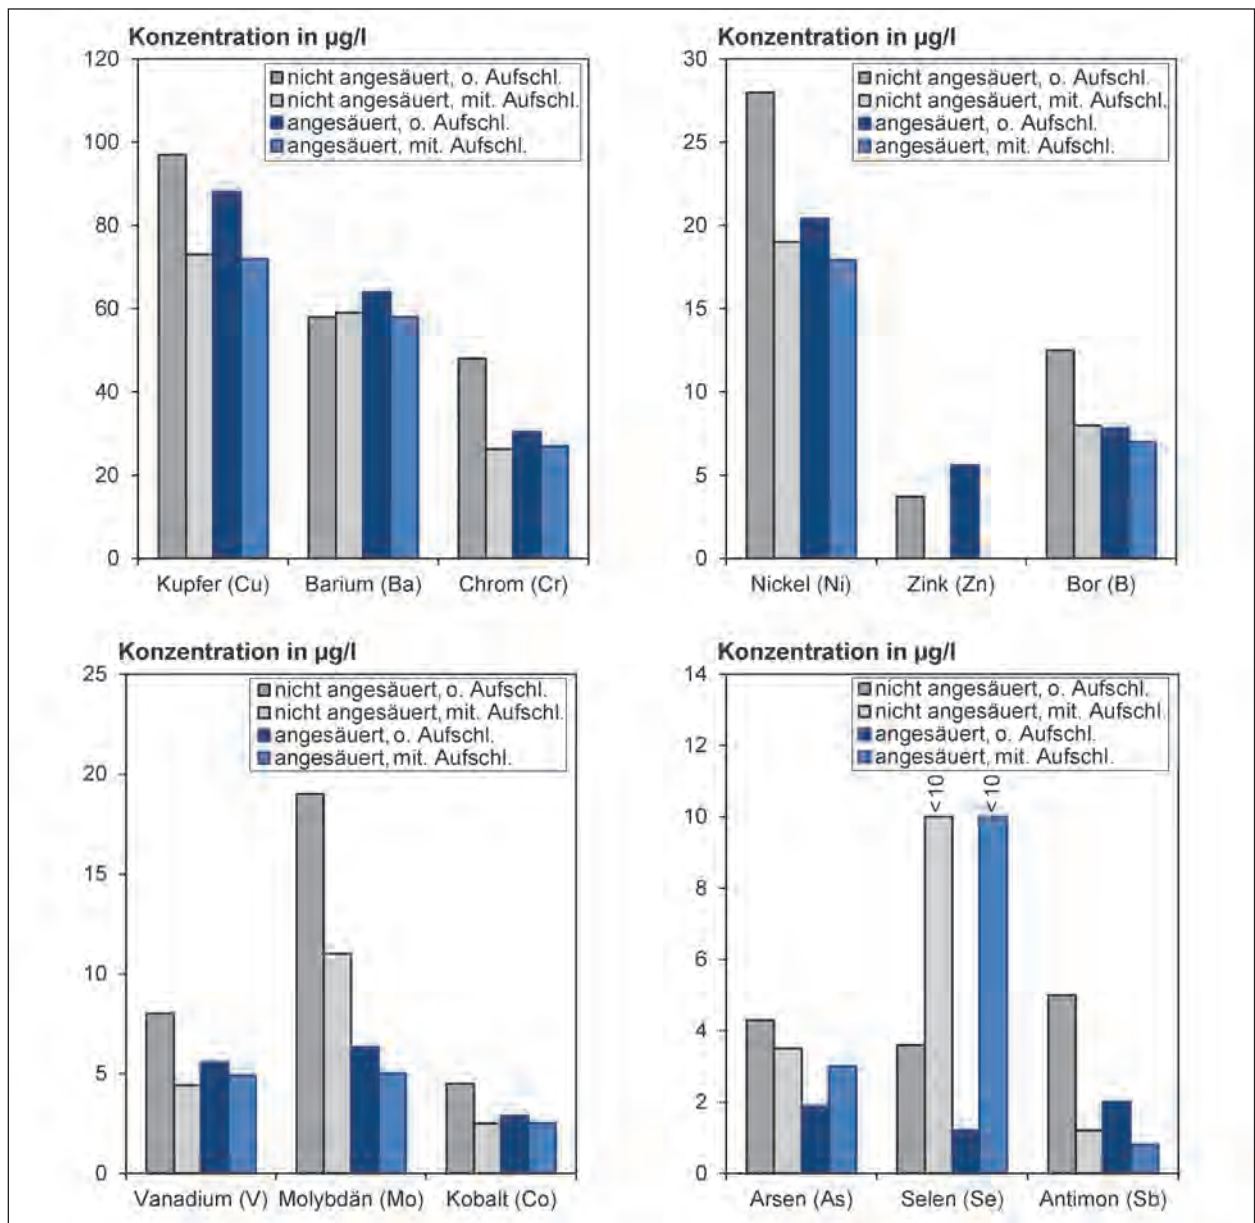 Konzentration in µg/l
120
100
80
60
40
20
0
nicht angesäuert, o. Aufschl.
nicht angesäuert, mit. Aufschl.
angesäuert, o. Aufschl.
angesäuert, mit. Aufschl.
Kupfer (Cu) Barium (Ba) Chrom (Cr)
Konzentration in µg/l
30
25
20
15
10
5
0
nicht angesäuert, o. Aufschl.
nicht angesäuert, mit. Aufschl.
angesäuert, o. Aufschl.
angesäuert, mit. Aufschl.
Nickel (Ni) Zink (Zn) Bor (B)
Konzentration in µg/l
25
20
15
10
5
0
nicht angesäuert, o. Aufschl.
nicht angesäuert, mit. Aufschl.
angesäuert, o. Aufschl.
angesäuert, mit. Aufschl.
Vanadium (V) Molybdän (Mo) Kobalt (Co)
Konzentration in µg/l
14
12
10
8
6
4
2
0
nicht angesäuert, o. Aufschl.
nicht angesäuert, mit. Aufschl.
angesäuert, o. Aufschl.
angesäuert, mit. Aufschl.
<10
<10
Arsen (As) Selen (Se) Antimon (Sb)